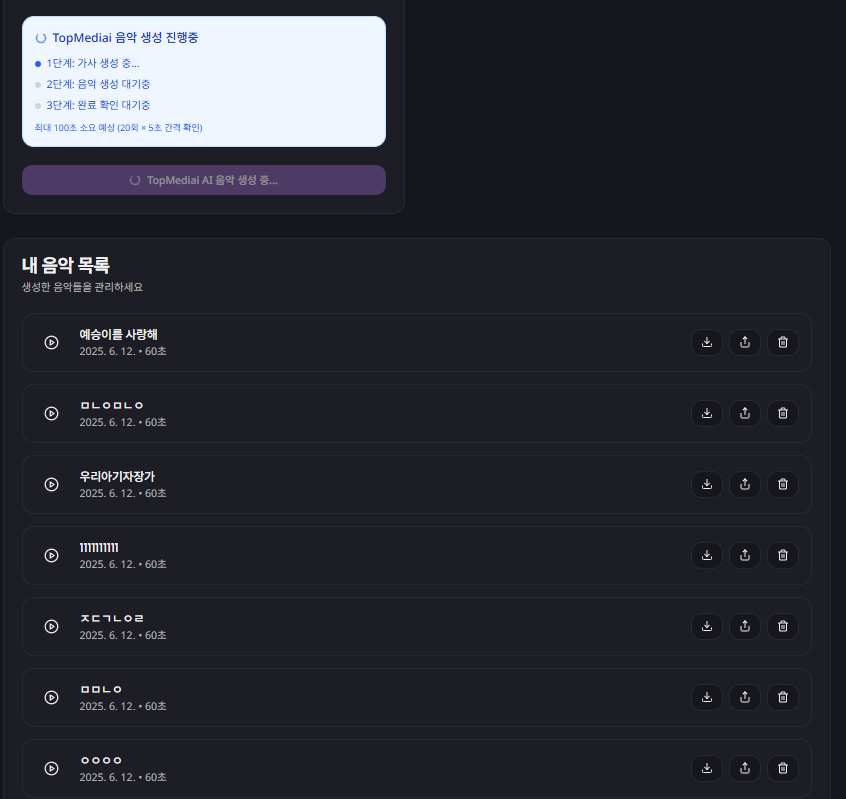 TopMediai 음악 생성 진행중
1단계: 가사 생성 중...
2단계: 음악 생성 대기중
3단계: 완료 확인 대기중
최대 100초 소요 예상 (20회 × 5초 간격 확인)
TopMediai AI 음악 생성 중...
내 음악 목록
생성한 음악들을 관리하세요
예승이를 사랑해
2025. 6. 12. • 60초
ㅁㄴㅇㅁㄴㅇ
2025. 6. 12. • 60초
우리아기자장가
2025. 6. 12. • 60초
2025. 6. 12. • 60초
ㅈㄷㄱㄴㅇㄹ
2025. 6. 12. • 60초
ㅁㅁㄴㅇ
2025. 6. 12. • 60초
ㅇㅇㅇㅇ
2025. 6. 12. • 60초